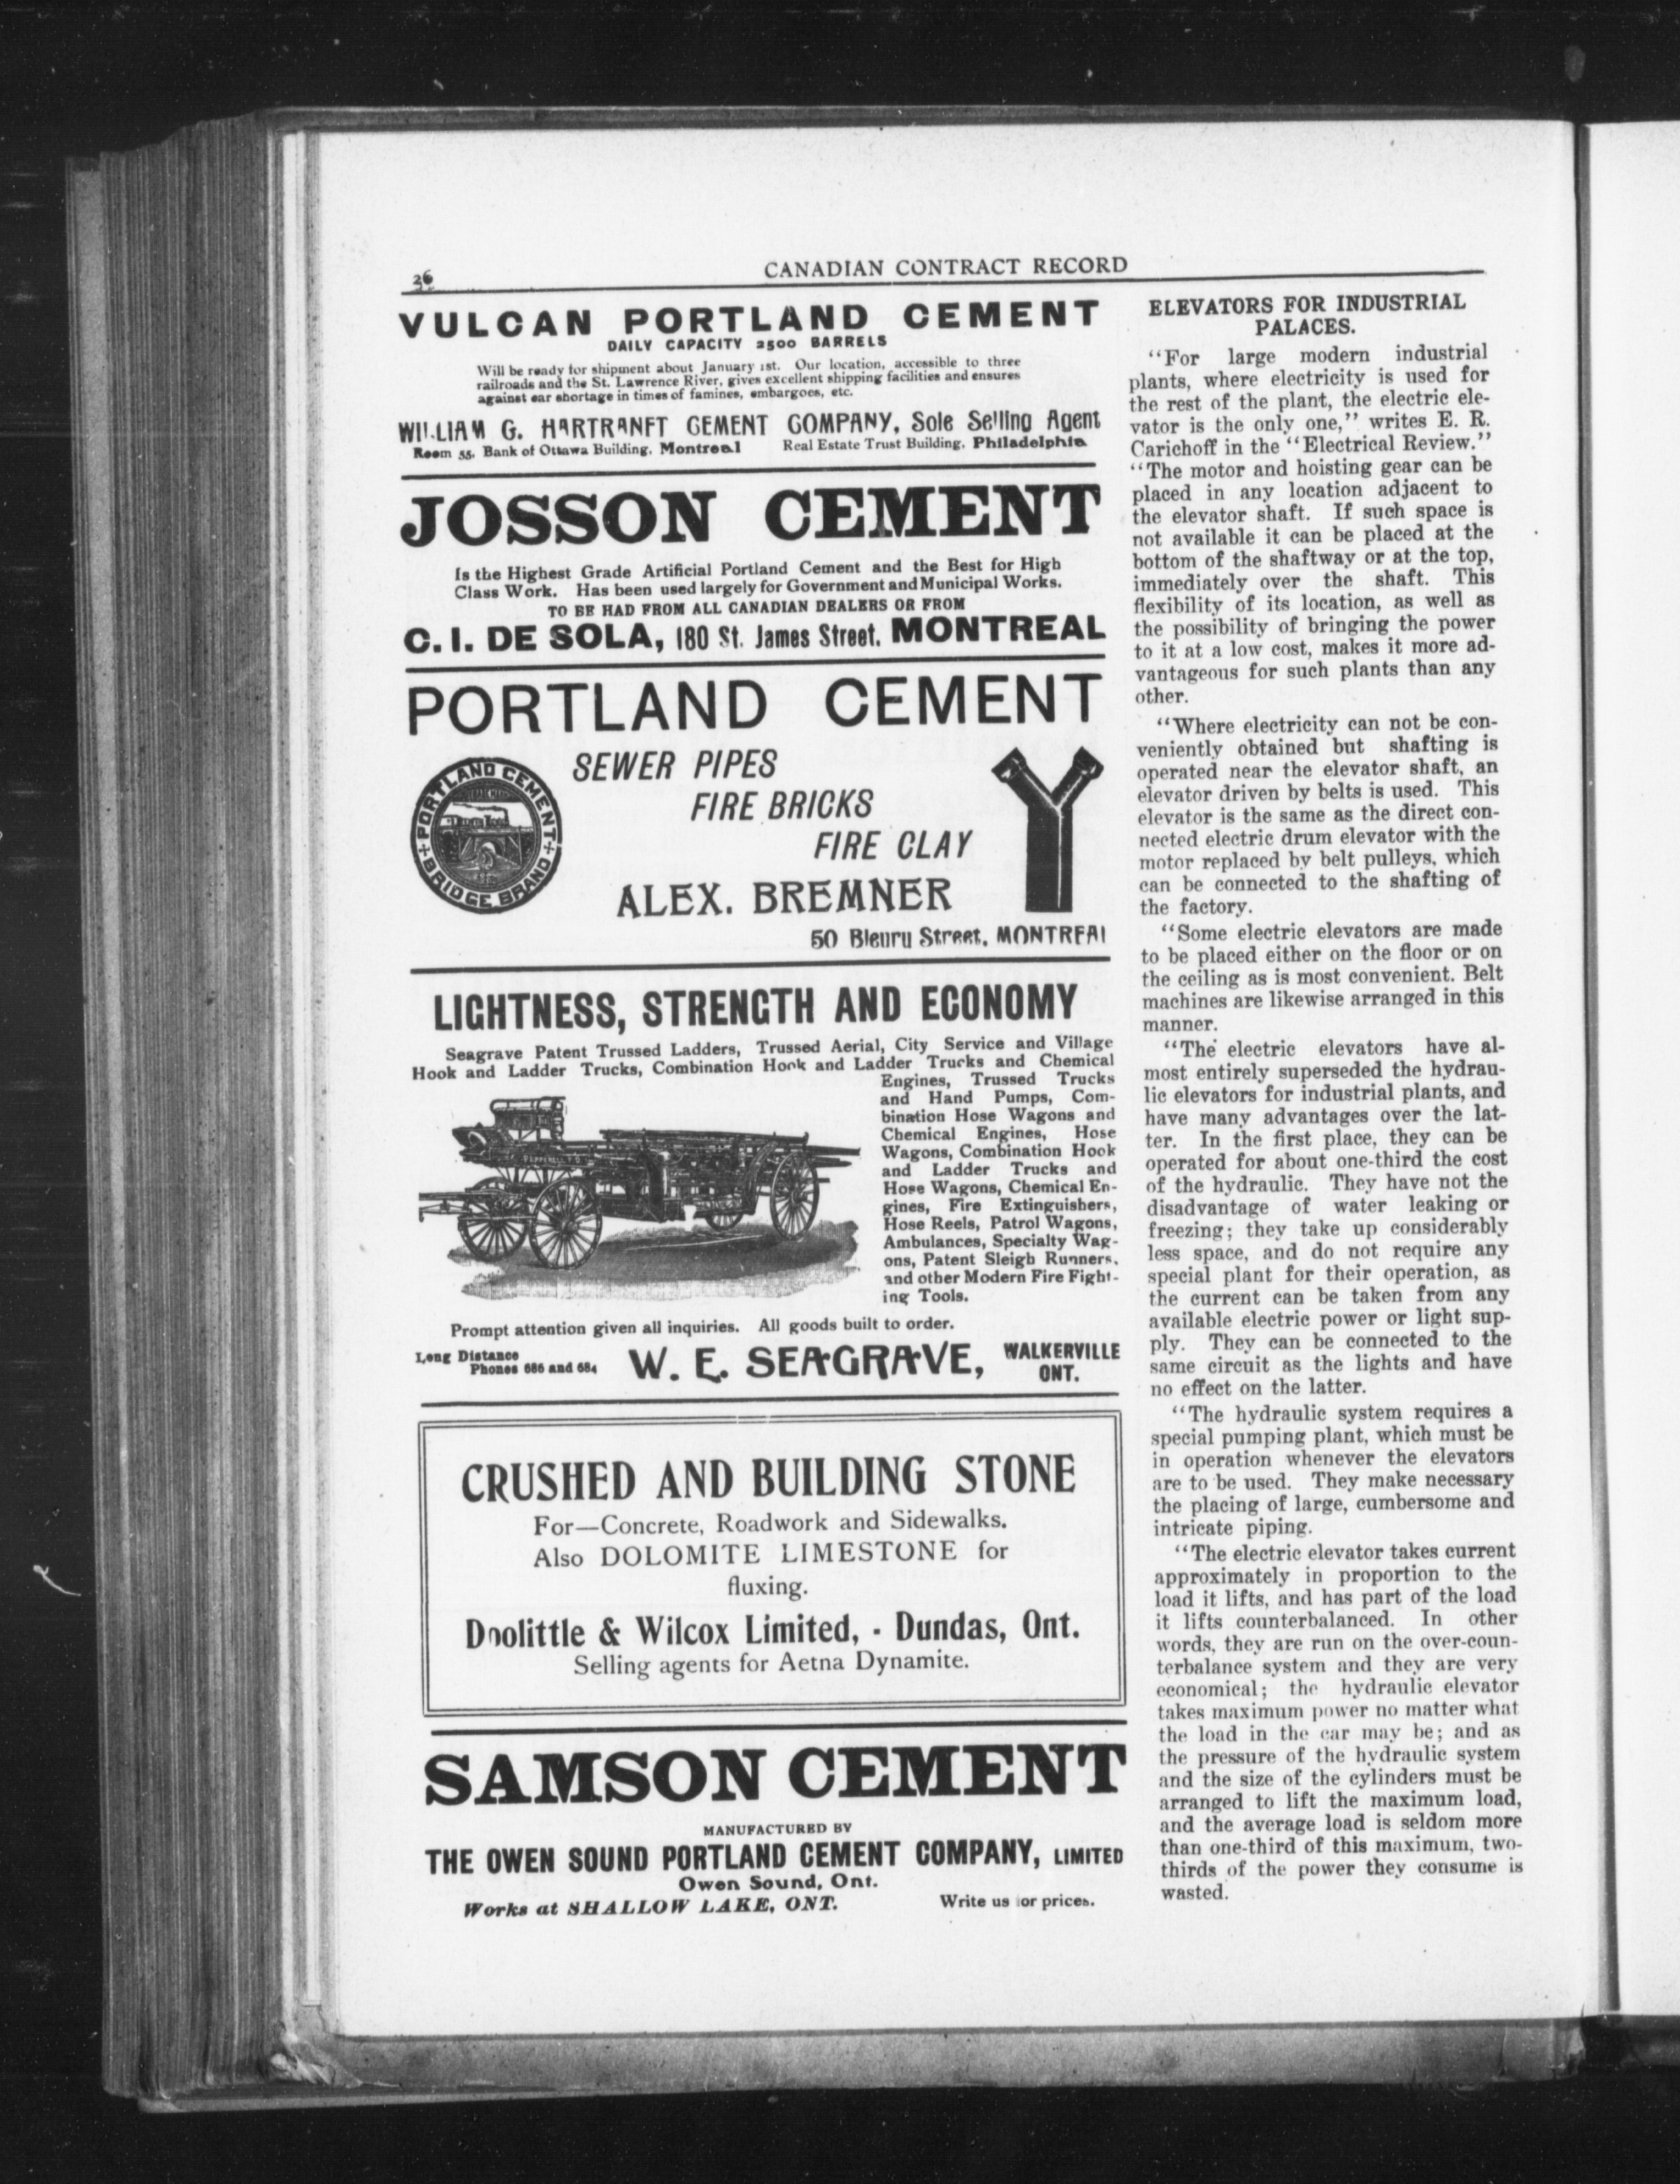 36
CANADIAN CONTRACT RECORD
VULCAN PORTLAND CEMENT
DAILY CAPACITY 2500 BARRELS
Will be ready for shipment about January 1st. Our location, accessible to three
railroads and the St. Lawrence River, gives excellent shipping facilities and ensures
against car shortage in times of famines, embargoes, etc.
WILLIAM G. HARTRANFT CEMENT COMPANY, Sole Selling Agent
Room 55, Bank of Ottawa Building, Montreal Real Estate Trust Building, Philadelphia
JOSSON CEMENT
Is the Highest Grade Artificial Portland Cement and the Best for High
Class Work. Has been used largely for Government and Municipal Works.
TO BE HAD FROM ALL CANADIAN DEALERS OR FROM
C. I. DE SOLA, 180 St. James Street, MONTREAL
PORTLAND CEMENT
PORTLAND CEMENT
TRADE MARK
BRIDGE BRAND
SEWER PIPES
FIRE BRICKS
FIRE CLAY
ALEX. BREMNER
50 Bleury Street, MONTREAL
LIGHTNESS, STRENGTH AND ECONOMY
Seagrave Patent Trussed Ladders, Trussed Aerial, City Service and Village
Hook and Ladder Trucks, Combination Hook and Ladder Trucks and Chemical
Engines, Trussed Trucks
and Hand Pumps, Com-
bination Hose Wagons and
Chemical Engines, Hose
Wagons, Combination Hook
and Ladder Trucks and
Hose Wagons, Chemical En-
gines, Fire Extinguishers,
Hose Reels, Patrol Wagons,
Ambulances, Specialty Wag-
ons, Patent Sleigh Runners,
and other Modern Fire Fight-
ing Tools.
PEPPERELL F.D.
Prompt attention given all inquiries. All goods built to order.
Long Distance
Phones 686 and 684
W. E. SEAGRAVE,
WALKERVILLE
ONT.
CRUSHED AND BUILDING STONE
For—Concrete, Roadwork and Sidewalks.
Also DOLOMITE LIMESTONE for
fluxing.
Doolittle & Wilcox Limited, - Dundas, Ont.
Selling agents for Aetna Dynamite.
SAMSON CEMENT
MANUFACTURED BY
THE OWEN SOUND PORTLAND CEMENT COMPANY, LIMITED
Owen Sound, Ont.
Works at SHALLOW LAKE, ONT. Write us for prices.
ELEVATORS FOR INDUSTRIAL
PALACES.
"For large modern industrial
plants, where electricity is used for
the rest of the plant, the electric ele-
vator is the only one," writes E. R.
Carichoff in the "Electrical Review."
"The motor and hoisting gear can be
placed in any location adjacent to
the elevator shaft. If such space is
not available it can be placed at the
bottom of the shaftway or at the top,
immediately over the shaft. This
flexibility of its location, as well as
the possibility of bringing the power
to it at a low cost, makes it more ad-
vantageous for such plants than any
other.
"Where electricity can not be con-
veniently obtained but shafting is
operated near the elevator shaft, an
elevator driven by belts is used. This
elevator is the same as the direct con-
nected electric drum elevator with the
motor replaced by belt pulleys, which
can be connected to the shafting of
the factory.
"Some electric elevators are made
to be placed either on the floor or on
the ceiling as is most convenient. Belt
machines are likewise arranged in this
manner.
"The electric elevators have al-
most entirely superseded the hydrau-
lic elevators for industrial plants, and
have many advantages over the lat-
ter. In the first place, they can be
operated for about one-third the cost
of the hydraulic. They have not the
disadvantage of water leaking or
freezing; they take up considerably
less space, and do not require any
special plant for their operation, as
the current can be taken from any
available electric power or light sup-
ply. They can be connected to the
same circuit as the lights and have
no effect on the latter.
"The hydraulic system requires a
special pumping plant, which must be
in operation whenever the elevators
are to be used. They make necessary
the placing of large, cumbersome and
intricate piping.
"The electric elevator takes current
approximately in proportion to the
load it lifts, and has part of the load
it lifts counterbalanced. In other
words, they are run on the over-coun-
terbalance system and they are very
economical; the hydraulic elevator
takes maximum power no matter what
the load in the car may be; and as
the pressure of the hydraulic system
and the size of the cylinders must be
arranged to lift the maximum load,
and the average load is seldom more
than one-third of this maximum, two-
thirds of the power they consume is
wasted.